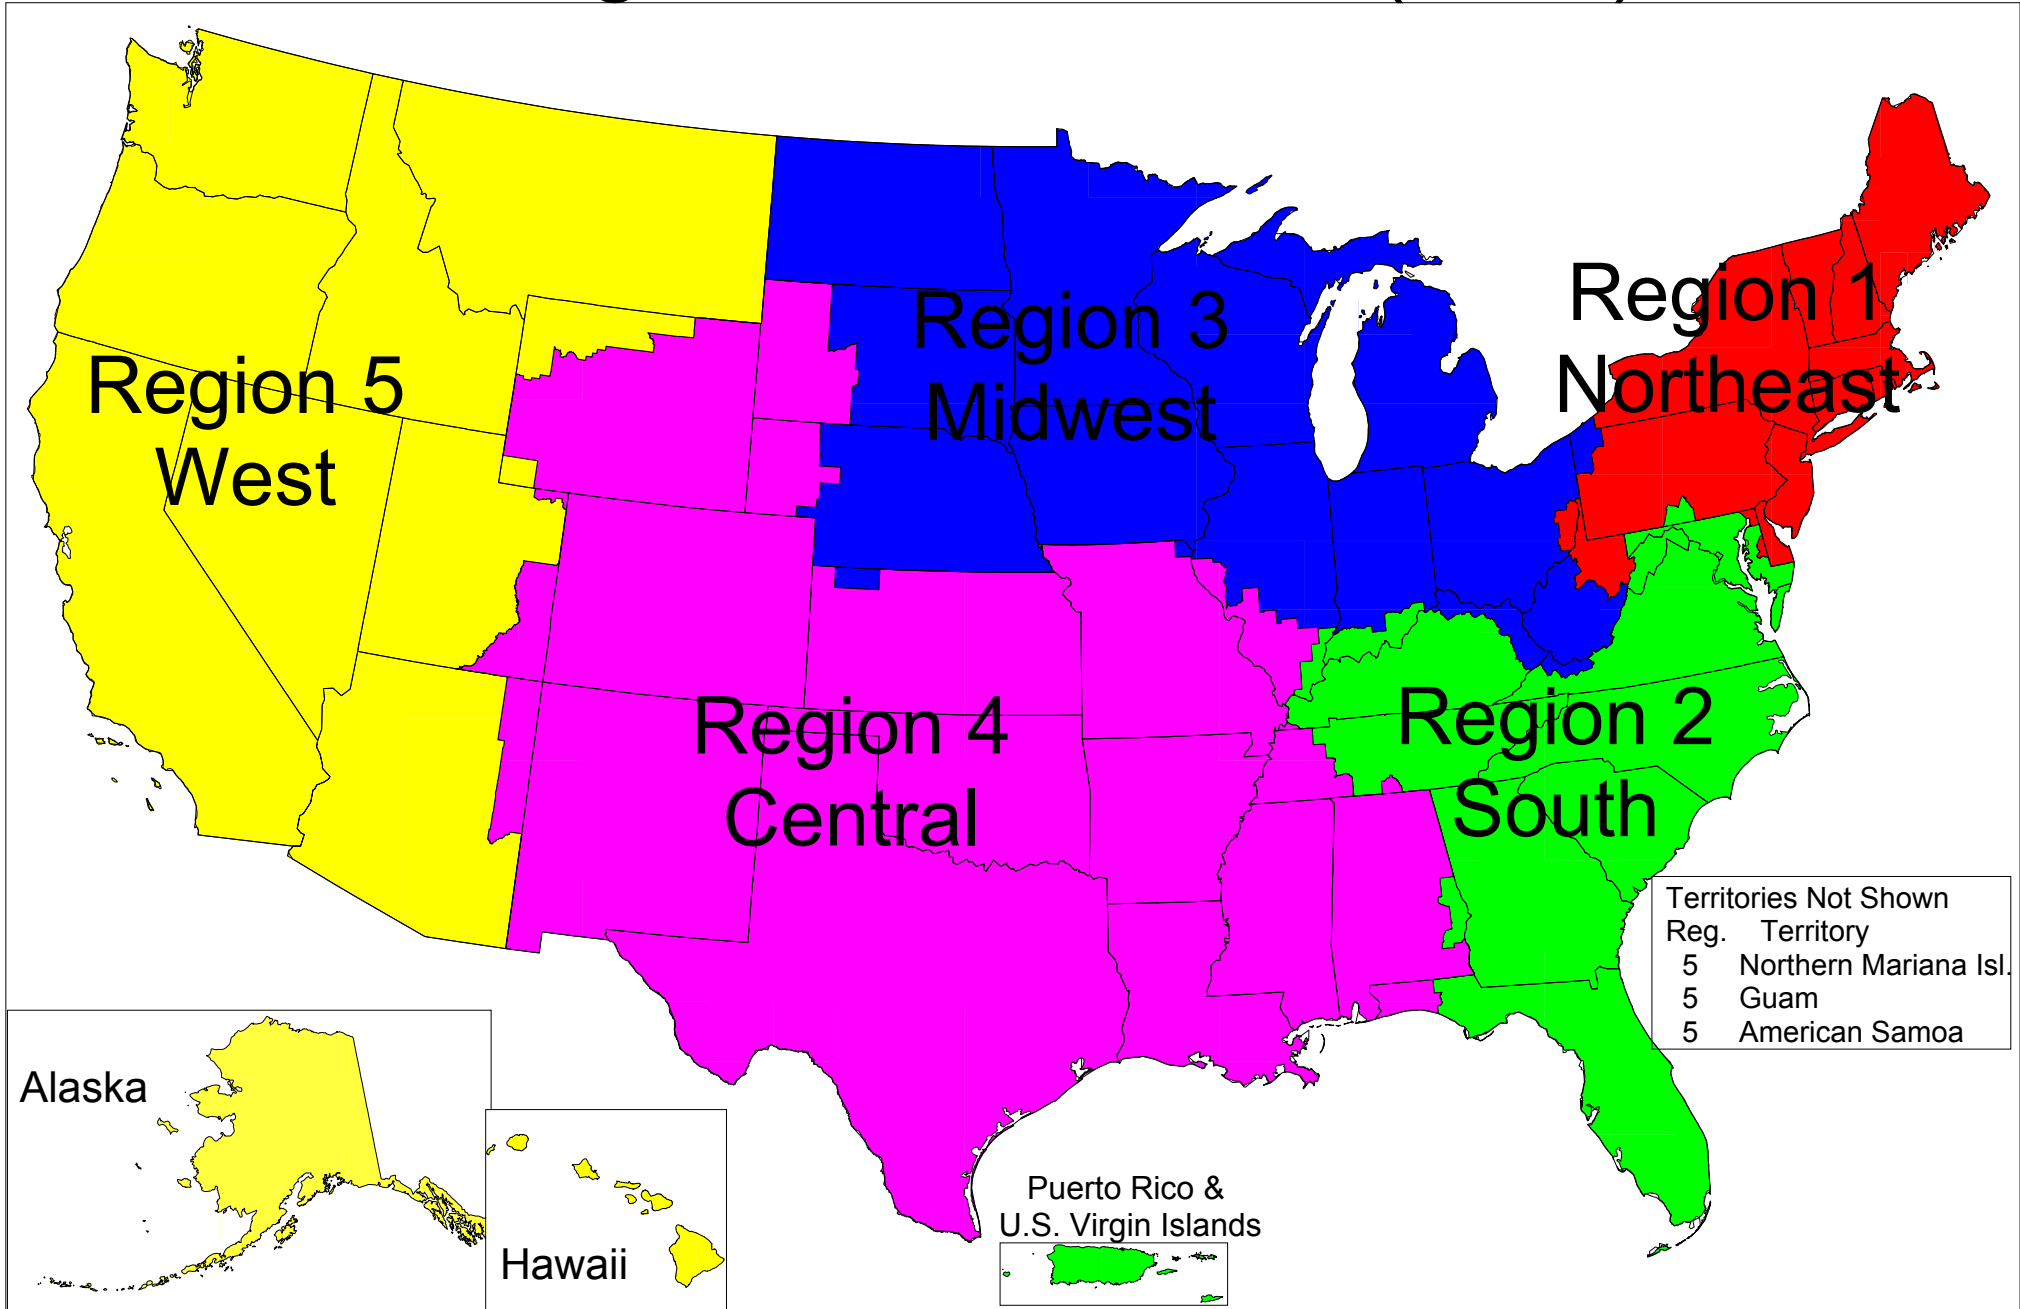 Region 1
Northeast
Region 3
Midwest
Region 5
West
Region 4
Central
Region 2
South
Territories Not Shown
Reg. Territory
5 Northern Mariana Isl.
5 Guam
5 American Samoa
Alaska
Hawaii
Puerto Rico &
U.S. Virgin Islands